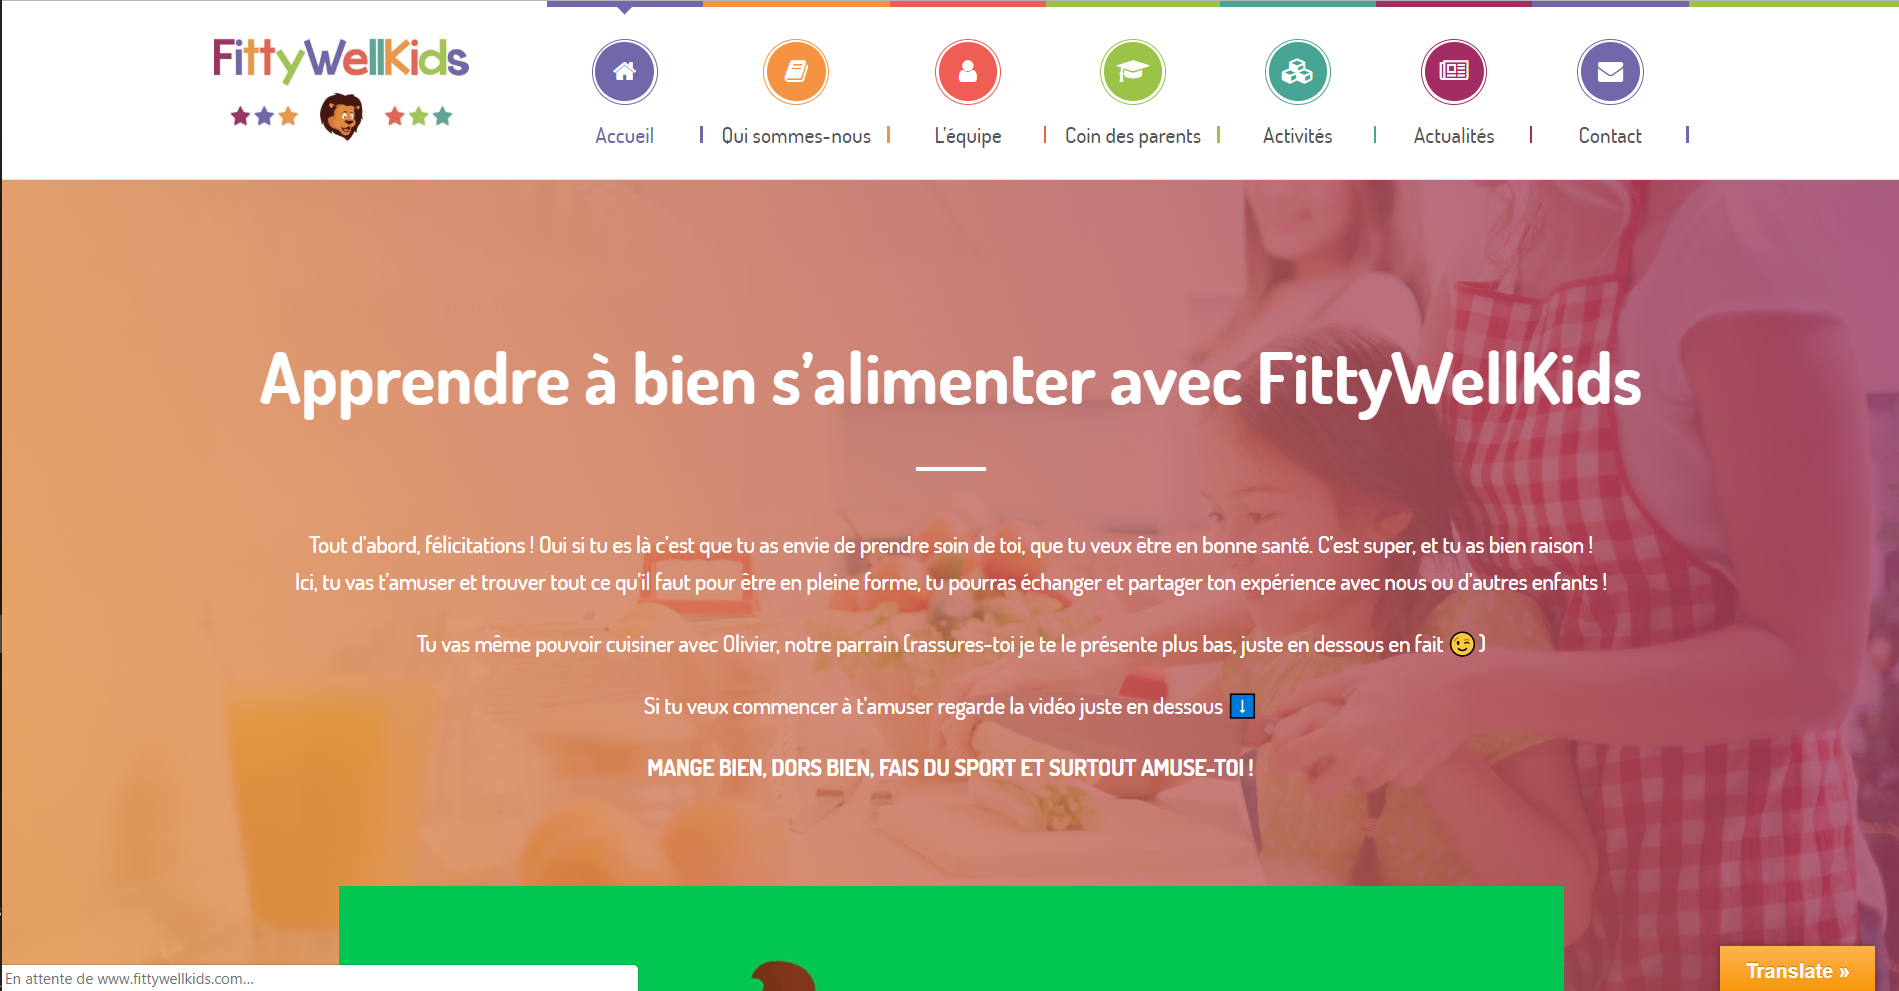 FittyWellKids
Accueil
Qui sommes-nous
L'équipe
Coin des parents
Activités
Actualités
Contact
Apprendre à bien s’alimenter avec FittyWellKids
Tout d’abord, félicitations ! Oui si tu es là c’est que tu as envie de prendre soin de toi, que tu veux être en bonne santé. C’est super, et tu as bien raison !
Ici, tu vas t’amuser et trouver tout ce qu’il faut pour être en pleine forme, tu pourras échanger et partager ton expérience avec nous ou d’autres enfants !
Tu vas même pouvoir cuisiner avec Olivier, notre parrain (rassures-toi je te le présente plus bas, juste en dessous en fait 😉 )
Si tu veux commencer à t’amuser regarde la vidéo juste en dessous ⬇️
MANGE BIEN, DORS BIEN, FAIS DU SPORT ET SURTOUT AMUSE-TOI !
En attente de www.fittywellkids.com...
Translate »